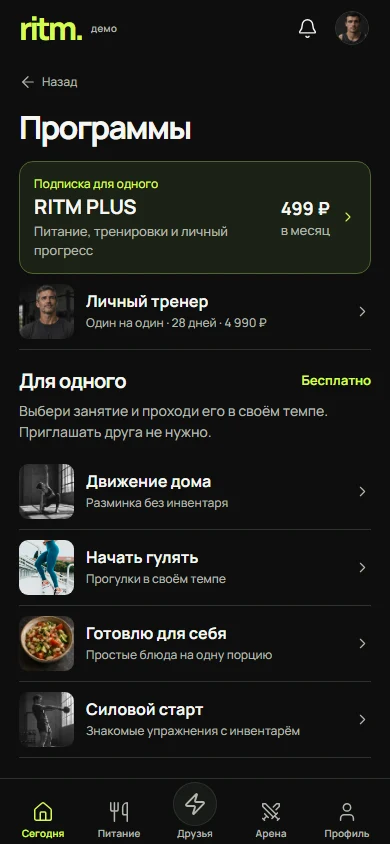 ritm. демо
Назад
Программы
Подписка для одного
RITM PLUS
499 ₽
Питание, тренировки и личный
в месяц
прогресс
Личный тренер
Один на один · 28 дней · 4 990 ₽
Для одного
Бесплатно
Выбери занятие и проходи его в своём темпе.
Приглашать друга не нужно.
Движение дома
Разминка без инвентаря
Начать гулять
Прогулки в своём темпе
Готовлю для себя
Простые блюда на одну порцию
Силовой старт
Знакомые упражнения с инвентарём
Сегодня Питание Друзья Арена Профиль